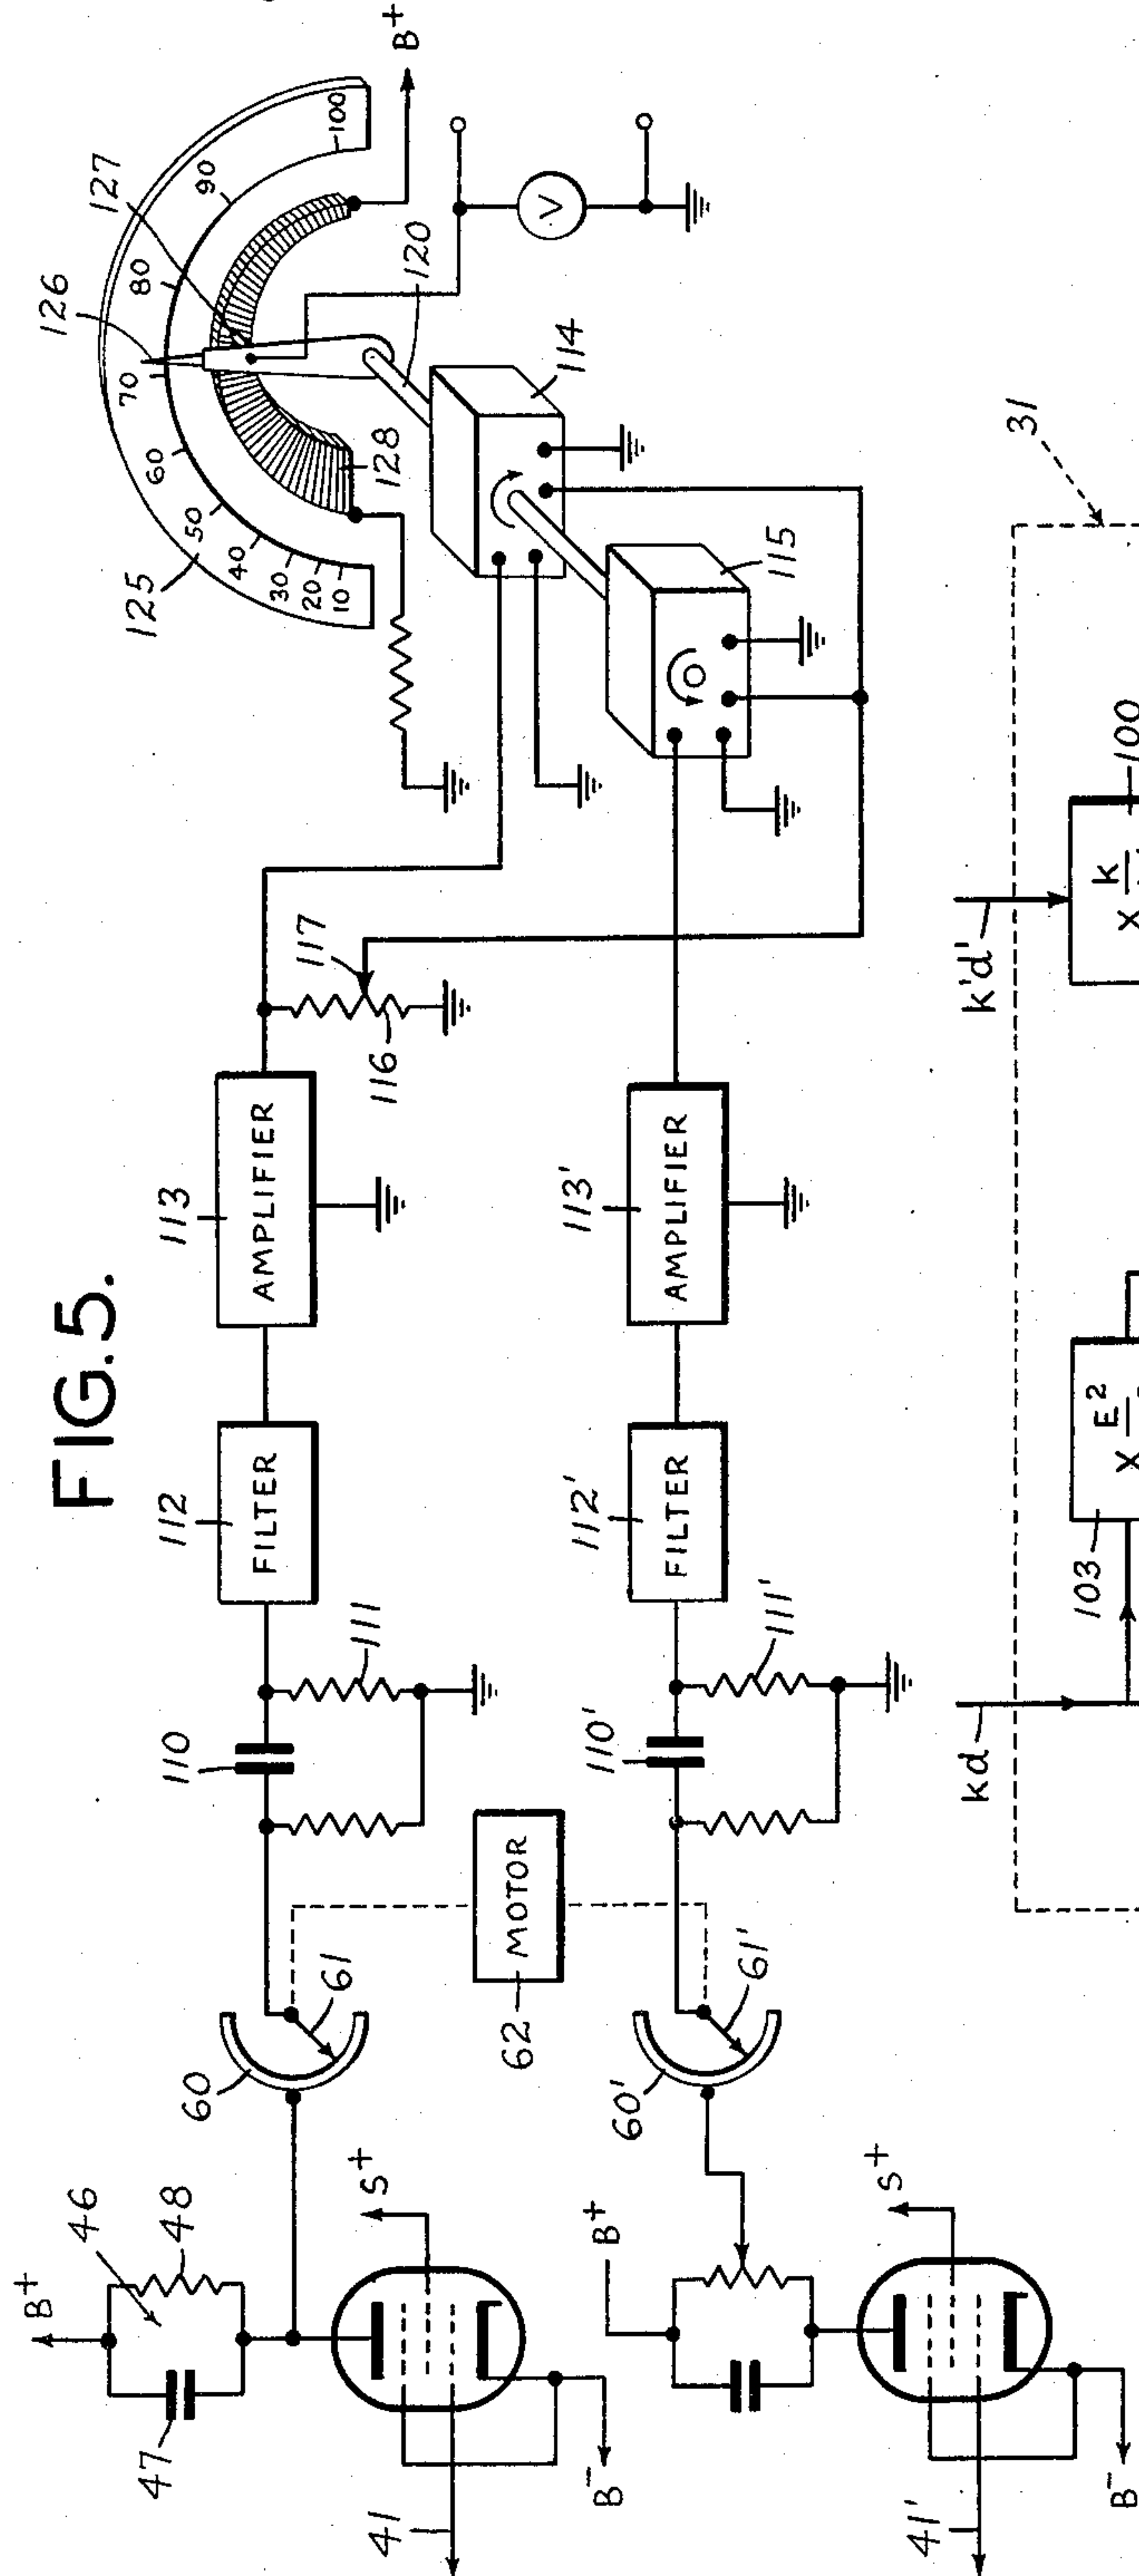 FIG.5.
B+
46
47
48
S+
41
B-
60
61
62
MOTOR
110
111
112
FILTER
113
AMPLIFIER
116
117
B+
S+
41'
B-
60'
61'
110'
111'
112'
FILTER
113'
AMPLIFIER
125
126
127
10
20
30
40
50
60
70
80
90
100
128
B+
V
120
114
115
31
kd
103
X E²
k'd'
X k
100